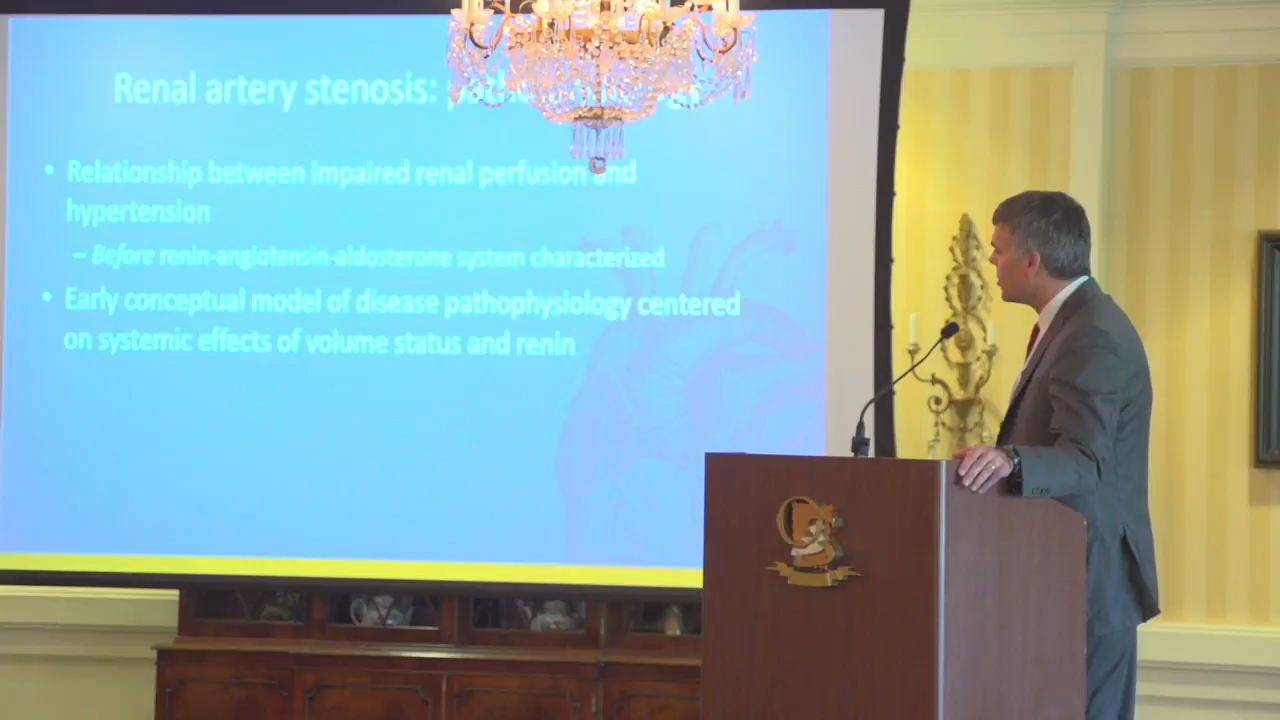 Renal artery stenosis:
• Relationship between impaired renal perfusion and
hypertension
– Before renin-angiotensin-aldosterone system characterized
• Early conceptual model of disease pathophysiology centered
on systemic effects of volume status and renin